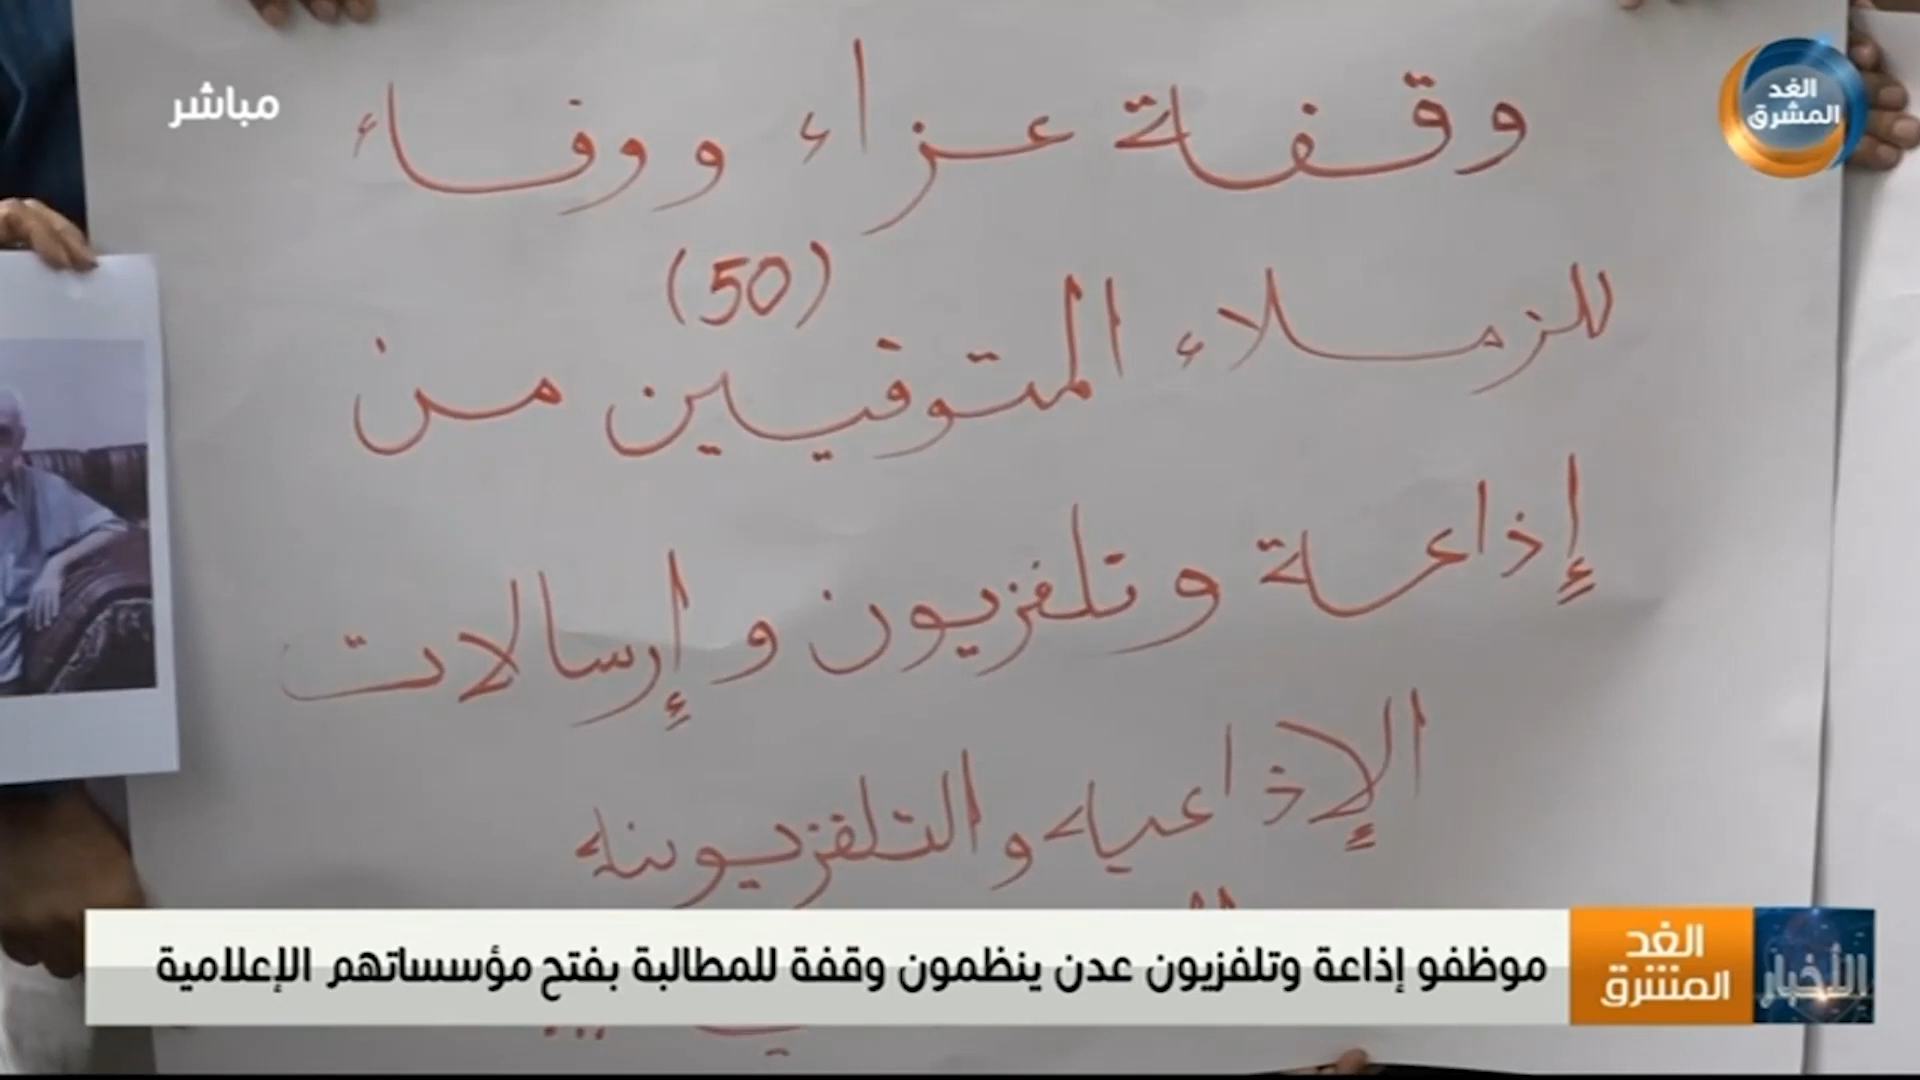 مباشر
الغد
المشرق
وقفة عزاء ووفاء
للزملاء المتوفيين (50) من
إذاعة وتلفزيون وإرسالات
الإذاعيه والتلفزيونيه
موظفو إذاعة وتلفزيون عدن ينظمون وقفة للمطالبة بفتح مؤسساتهم الإعلامية
الغد
المشرق
الأخبار